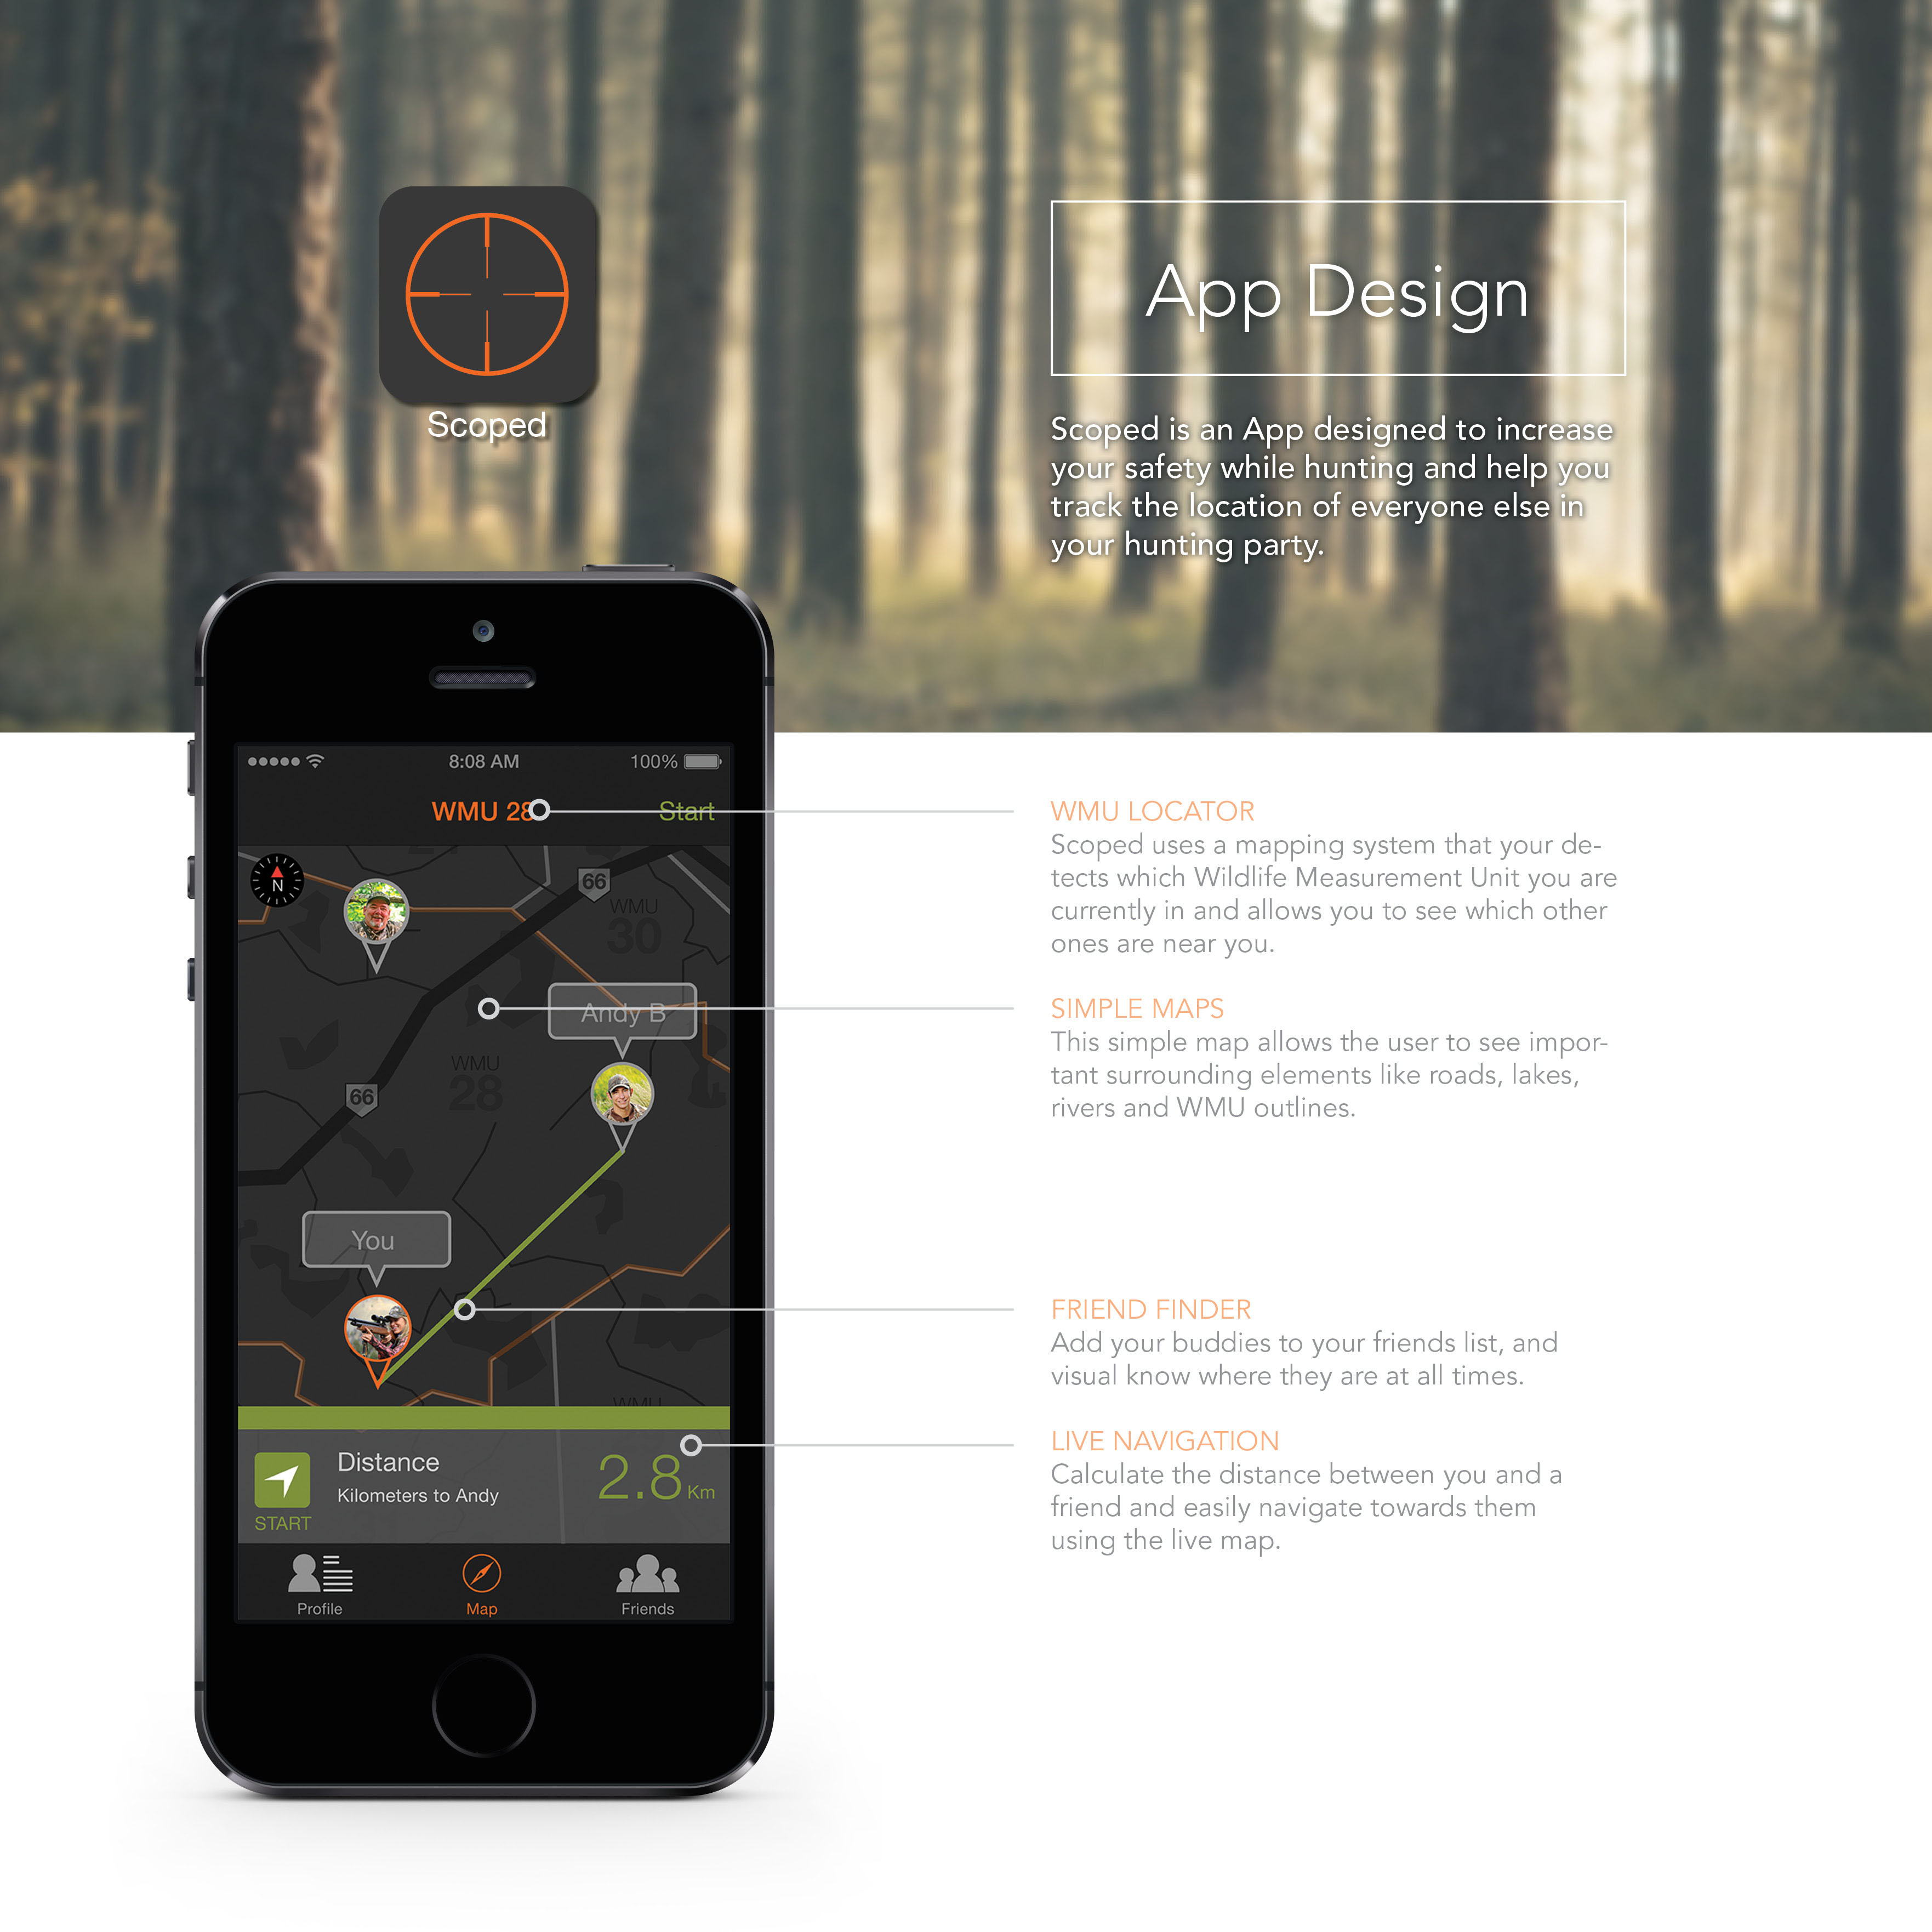 Scoped
App Design
Scoped is an App designed to increase
your safety while hunting and help you
track the location of everyone else in
your hunting party.
8:08 AM
100%
WMU 28
Start
N
66
WMU
30
Andy B
WMU
28
66
You
WMU
Distance
Kilometers to Andy
2.8 Km
START
Profile
Map
Friends
WMU LOCATOR
Scoped uses a mapping system that your de-
tects which Wildlife Measurement Unit you are
currently in and allows you to see which other
ones are near you.
SIMPLE MAPS
This simple map allows the user to see impor-
tant surrounding elements like roads, lakes,
rivers and WMU outlines.
FRIEND FINDER
Add your buddies to your friends list, and
visual know where they are at all times.
LIVE NAVIGATION
Calculate the distance between you and a
friend and easily navigate towards them
using the live map.